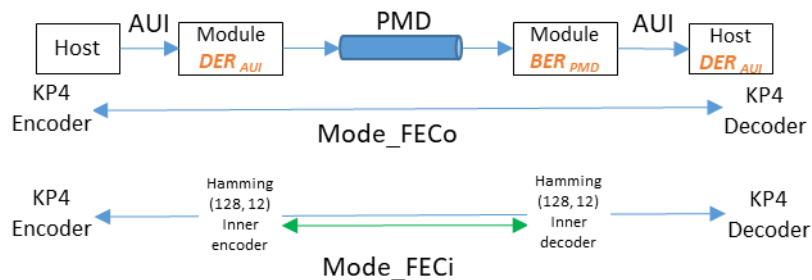 PMD
AUI
AUI
Host
Module
DER AUI
Module
BER PMD
Host
DER AUI
KP4
Encoder
KP4
Decoder
Mode_FECo
KP4
Encoder
Hamming
(128, 12)
Inner
encoder
Hamming
(128, 12)
Inner
decoder
KP4
Decoder
Mode_FECi